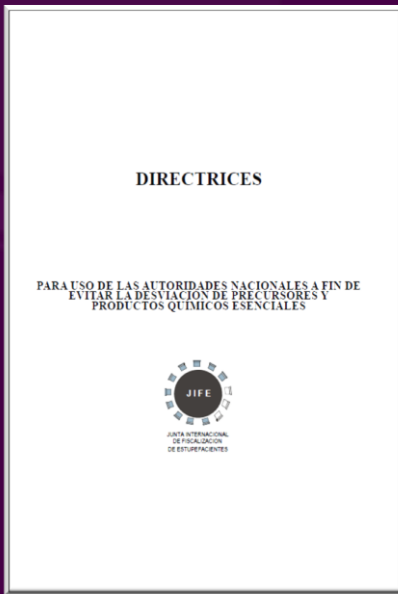 DIRECTRICES
PARA USO DE LAS AUTORIDADES NACIONALES A FIN DE
EVITAR LA DESVIACION DE PRECURSORES Y
PRODUCTOS QUIMICOS ESENCIALES
JIFE
JUNTA INTERNACIONAL
DE FISCALIZACION
DE ESTUPEFACIENTES